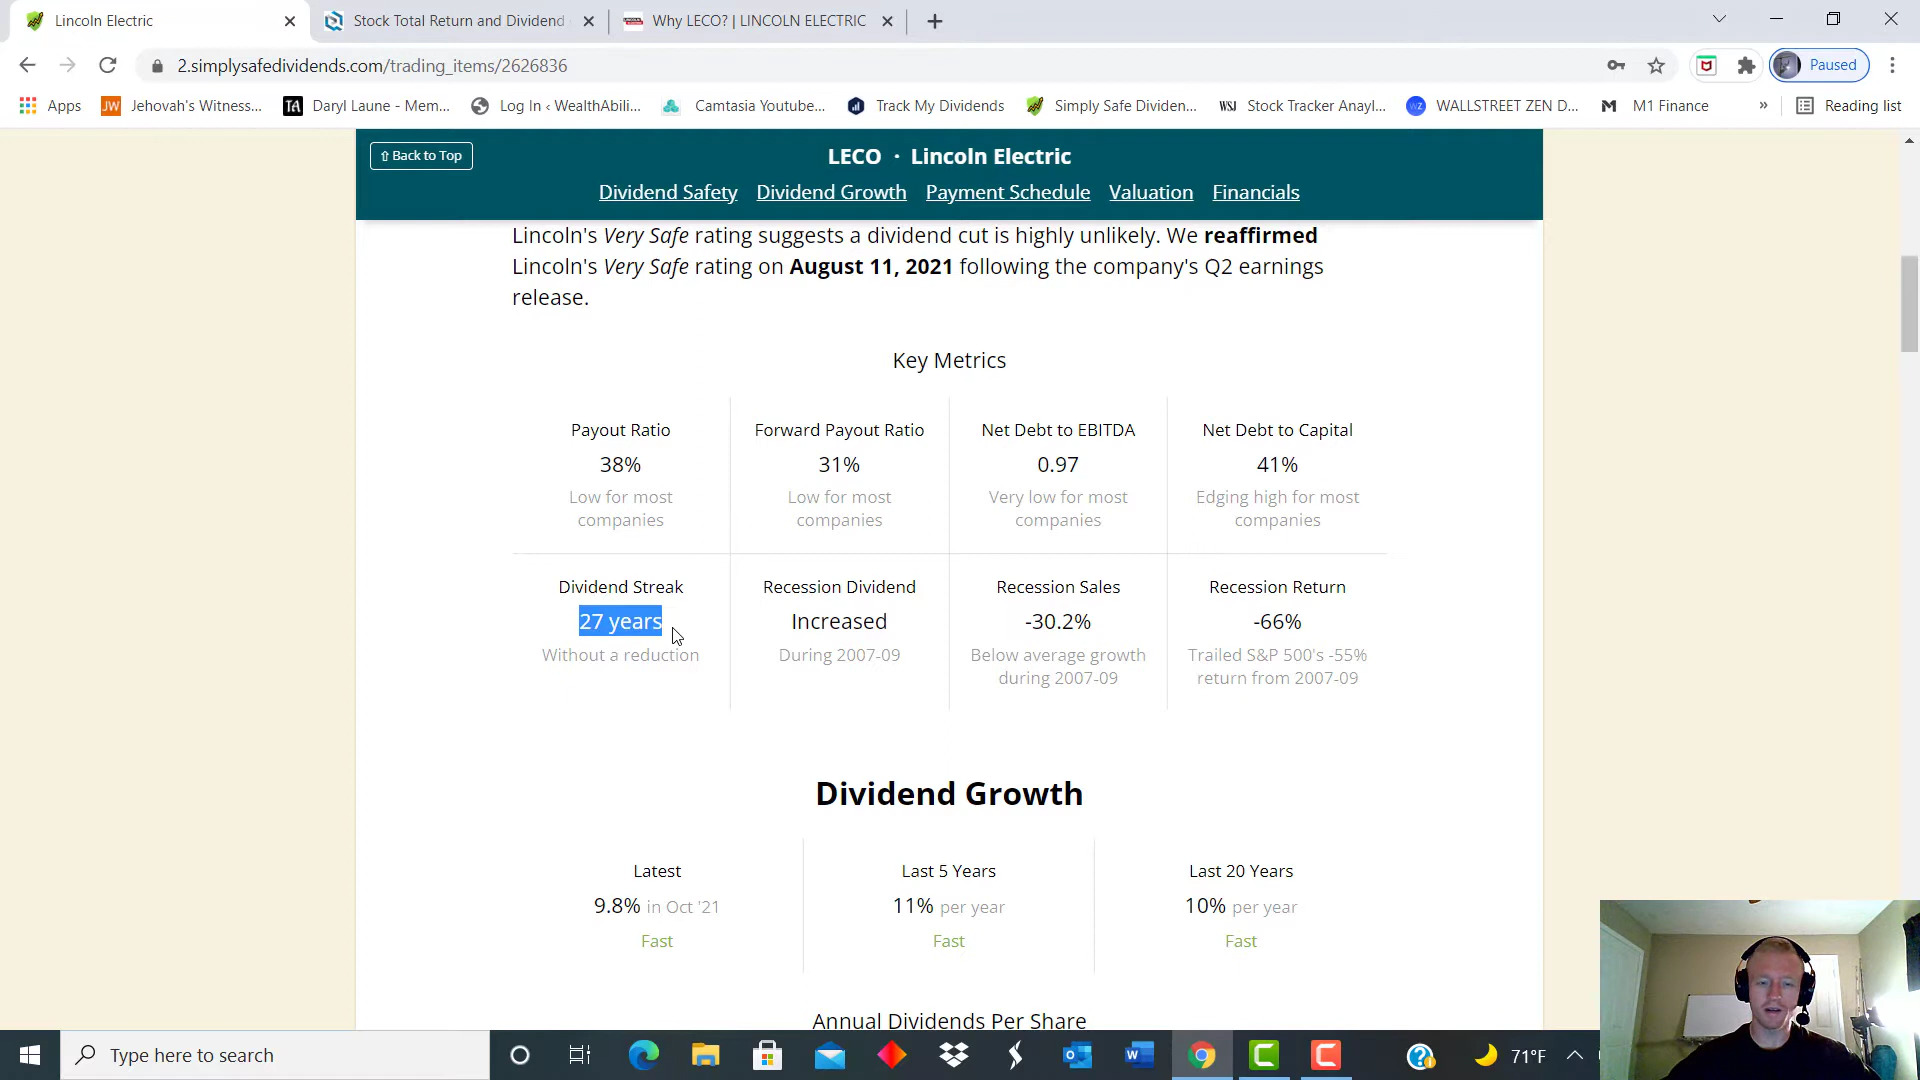 Lincoln Electric
Stock Total Return and Dividend
Why LECO? | LINCOLN ELECTRIC
2.simplysafedividends.com/trading_items/2626836
Paused
Apps
JW Jehovah's Witness...
TA Daryl Laune - Mem...
Log In ‹ WealthAbili...
Camtasia Youtube...
Track My Dividends
Simply Safe Dividen...
WSJ Stock Tracker Anayl...
WZ WALLSTREET ZEN D...
M1 Finance
»
Reading list
⇧ Back to Top
LECO · Lincoln Electric
Dividend Safety Dividend Growth Payment Schedule Valuation Financials
Lincoln's Very Safe rating suggests a dividend cut is highly unlikely. We reaffirmed
Lincoln's Very Safe rating on August 11, 2021 following the company's Q2 earnings
release.
Key Metrics
Payout Ratio
38%
Low for most
companies
Forward Payout Ratio
31%
Low for most
companies
Net Debt to EBITDA
0.97
Very low for most
companies
Net Debt to Capital
41%
Edging high for most
companies
Dividend Streak
27 years
Without a reduction
Recession Dividend
Increased
During 2007-09
Recession Sales
-30.2%
Below average growth
during 2007-09
Recession Return
-66%
Trailed S&P 500's -55%
return from 2007-09
Dividend Growth
Latest
9.8% in Oct '21
Fast
Last 5 Years
11% per year
Fast
Last 20 Years
10% per year
Fast
Annual Dividends Per Share
Type here to search
71°F